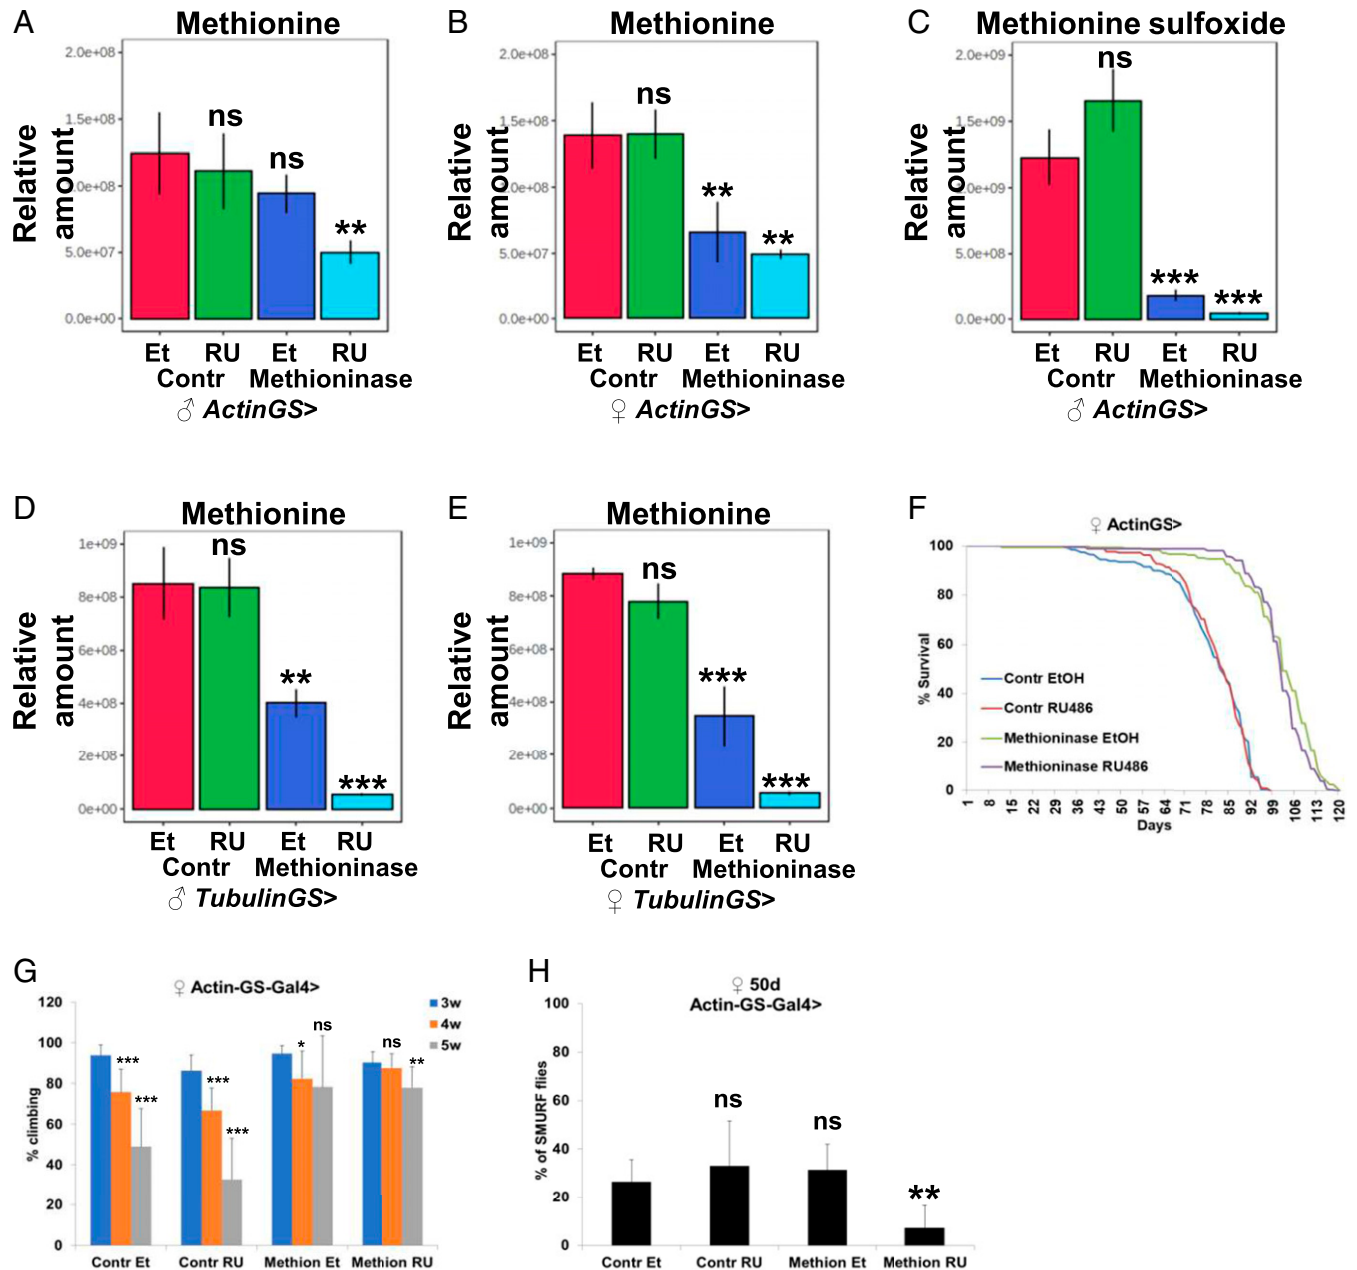 A
Methionine
2.0e+08
1.5e+08
.0e+08
5.0e+07
0.0e+00
Relative
amount
ns
ns
**
Et RU Et RU
Contr Methioninase
♂ ActinGS>
B
Methionine
2.0e+08
1.5e+08
.0e+08
5.0e+07
0.0e+00
Relative
amount
ns
**
**
Et RU Et RU
Contr Methioninase
♀ ActinGS>
C
Methionine sulfoxide
2.0e+09
1.5e+09
.0e+09
5.0e+08
0.0e+00
Relative
amount
ns
***
***
Et RU Et RU
Contr Methioninase
♂ ActinGS>
D
Methionine
1e+09
8e+08
6e+08
4e+08
2e+08
0e+00
Relative
amount
ns
**
***
Et RU Et RU
Contr Methioninase
♂ TubulinGS>
E
Methionine
1e+09
8e+08
6e+08
4e+08
2e+08
0e+00
Relative
amount
ns
***
***
Et RU Et RU
Contr Methioninase
♀ TubulinGS>
F
♀ ActinGS>
100
80
60
40
20
0
% Survival
Contr EtOH
Contr RU486
Methioninase EtOH
Methioninase RU486
1 8 15 22 29 36 43 50 57 64 71 78 85 92 99 106 113 120
Days
G
♀ Actin-GS-Gal4>
120
100
80
60
40
20
0
% climbing
3w
4w
5w
***
***
***
***
*
ns
ns
**
Contr Et Contr RU Methion Et Methion RU
H
♀ 50d
Actin-GS-Gal4>
100
80
60
40
20
0
% of SMURF flies
ns
ns
**
Contr Et Contr RU Methion Et Methion RU